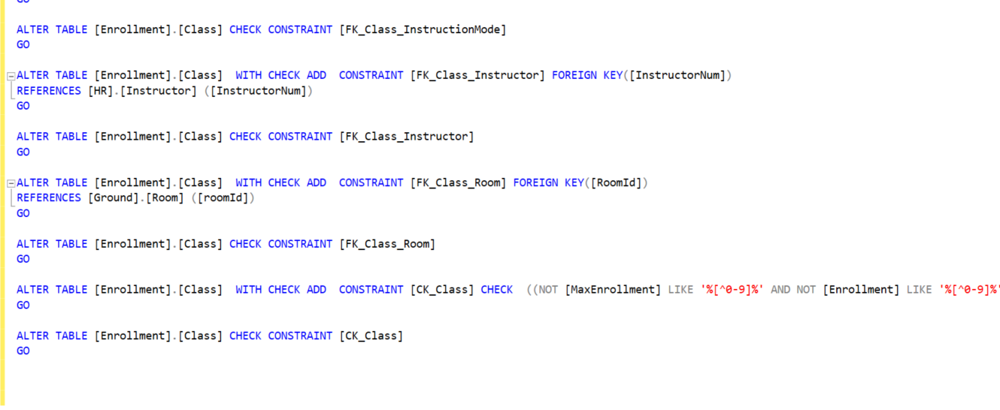 GO
ALTER TABLE [Enrollment].[Class] CHECK CONSTRAINT [FK_Class_InstructionMode]
GO
ALTER TABLE [Enrollment].[Class]  WITH CHECK ADD  CONSTRAINT [FK_Class_Instructor] FOREIGN KEY([InstructorNum])
REFERENCES [HR].[Instructor] ([InstructorNum])
GO
ALTER TABLE [Enrollment].[Class] CHECK CONSTRAINT [FK_Class_Instructor]
GO
ALTER TABLE [Enrollment].[Class]  WITH CHECK ADD  CONSTRAINT [FK_Class_Room] FOREIGN KEY([RoomId])
REFERENCES [Ground].[Room] ([roomId])
GO
ALTER TABLE [Enrollment].[Class] CHECK CONSTRAINT [FK_Class_Room]
GO
ALTER TABLE [Enrollment].[Class]  WITH CHECK ADD  CONSTRAINT [CK_Class] CHECK  ((NOT [MaxEnrollment] LIKE '%[^0-9]%' AND NOT [Enrollment] LIKE '%[^0-9]%'
GO
ALTER TABLE [Enrollment].[Class] CHECK CONSTRAINT [CK_Class]
GO